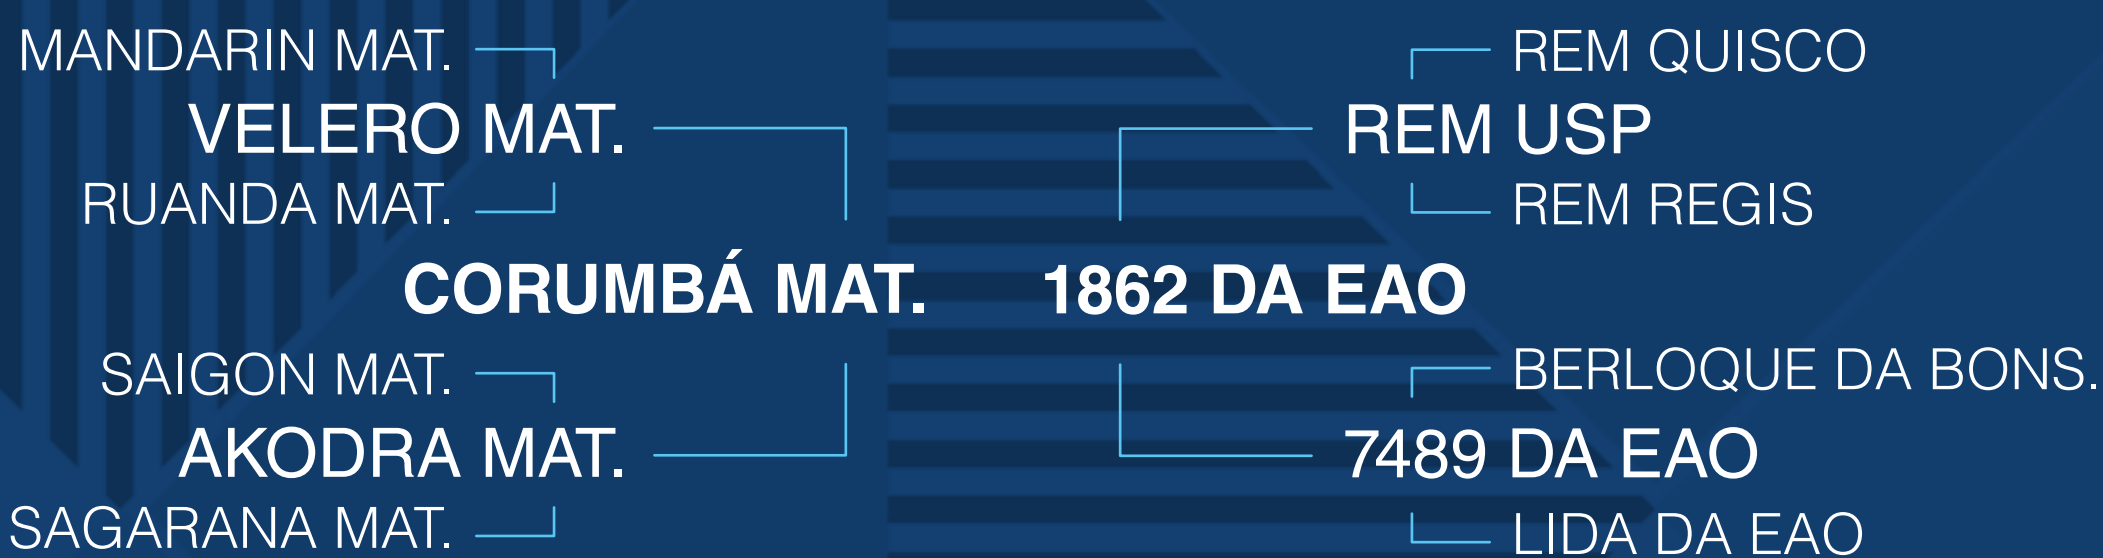 MANDARIN MAT.
VELERO MAT.
RUANDA MAT.
CORUMBÁ MAT.
SAIGON MAT.
AKODRA MAT.
SAGARANA MAT.
REM QUISCO
REM USP
REM REGIS
1862 DA EAO
BERLOQUE DA BONS.
7489 DA EAO
LIDA DA EAO